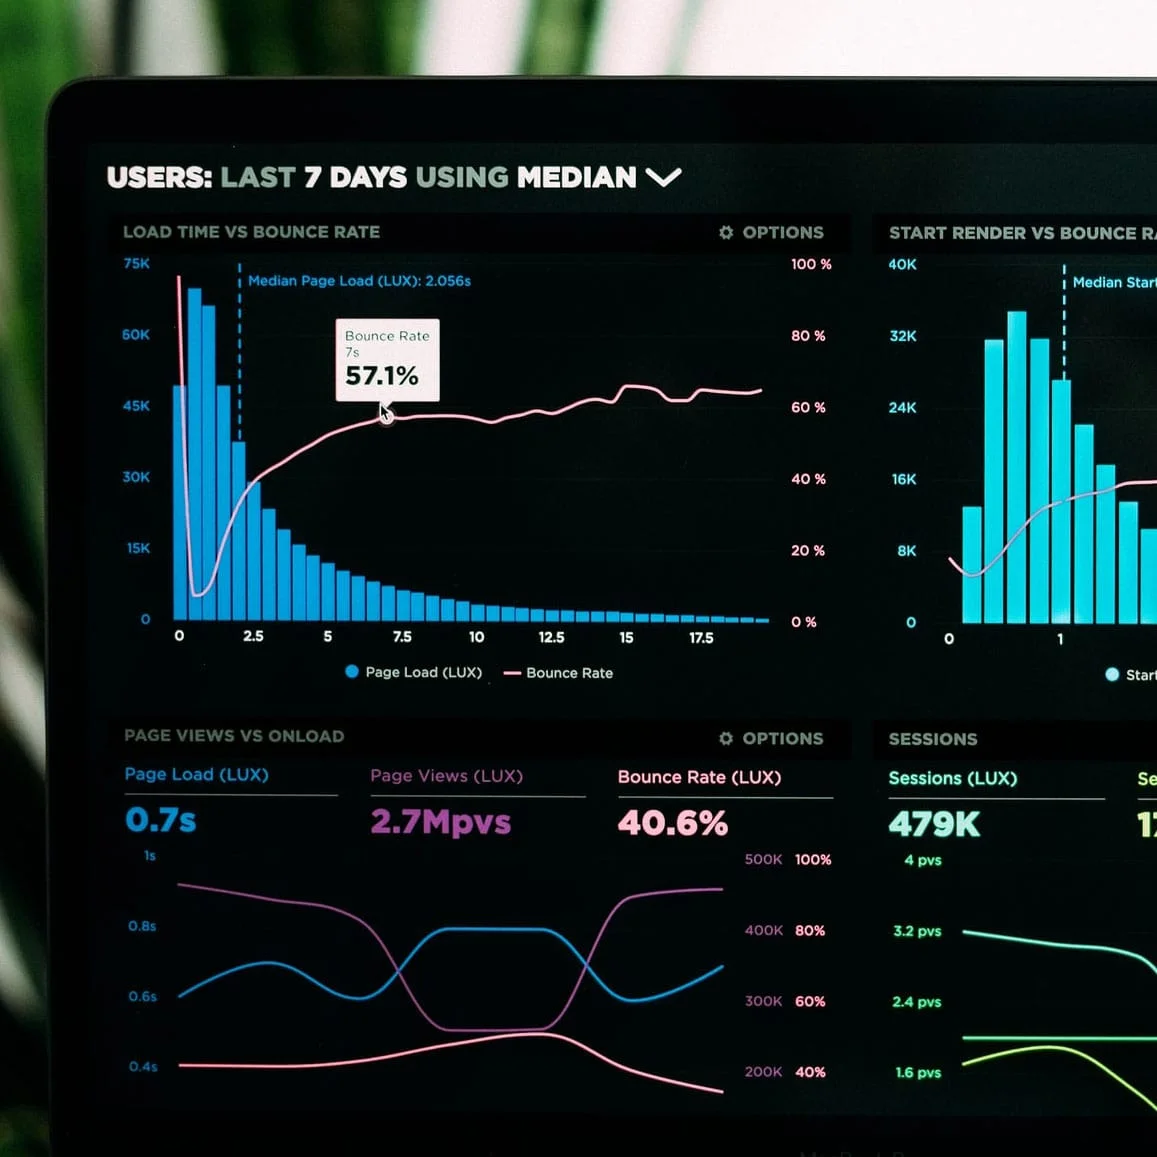 USERS: LAST 7 DAYS USING MEDIAN
LOAD TIME VS BOUNCE RATE
OPTIONS
75K
60K
45K
30K
15K
0
Median Page Load (LUX): 2.056s
Bounce Rate
7s
57.1%
100 %
80 %
60 %
40 %
20 %
0 %
0 2.5 5 7.5 10 12.5 15 17.5
Page Load (LUX) Bounce Rate
START RENDER VS BOUNCE RA
40K
32K
24K
16K
8K
0
Median Start
0 1
Start
PAGE VIEWS VS ONLOAD
OPTIONS
Page Load (LUX) Page Views (LUX) Bounce Rate (LUX)
0.7s 2.7Mpvs 40.6%
1s
0.8s
0.6s
0.4s
500K 100%
400K 80%
300K 60%
200K 40%
SESSIONS
Sessions (LUX) Se
479K 17
4 pvs
3.2 pvs
2.4 pvs
1.6 pvs